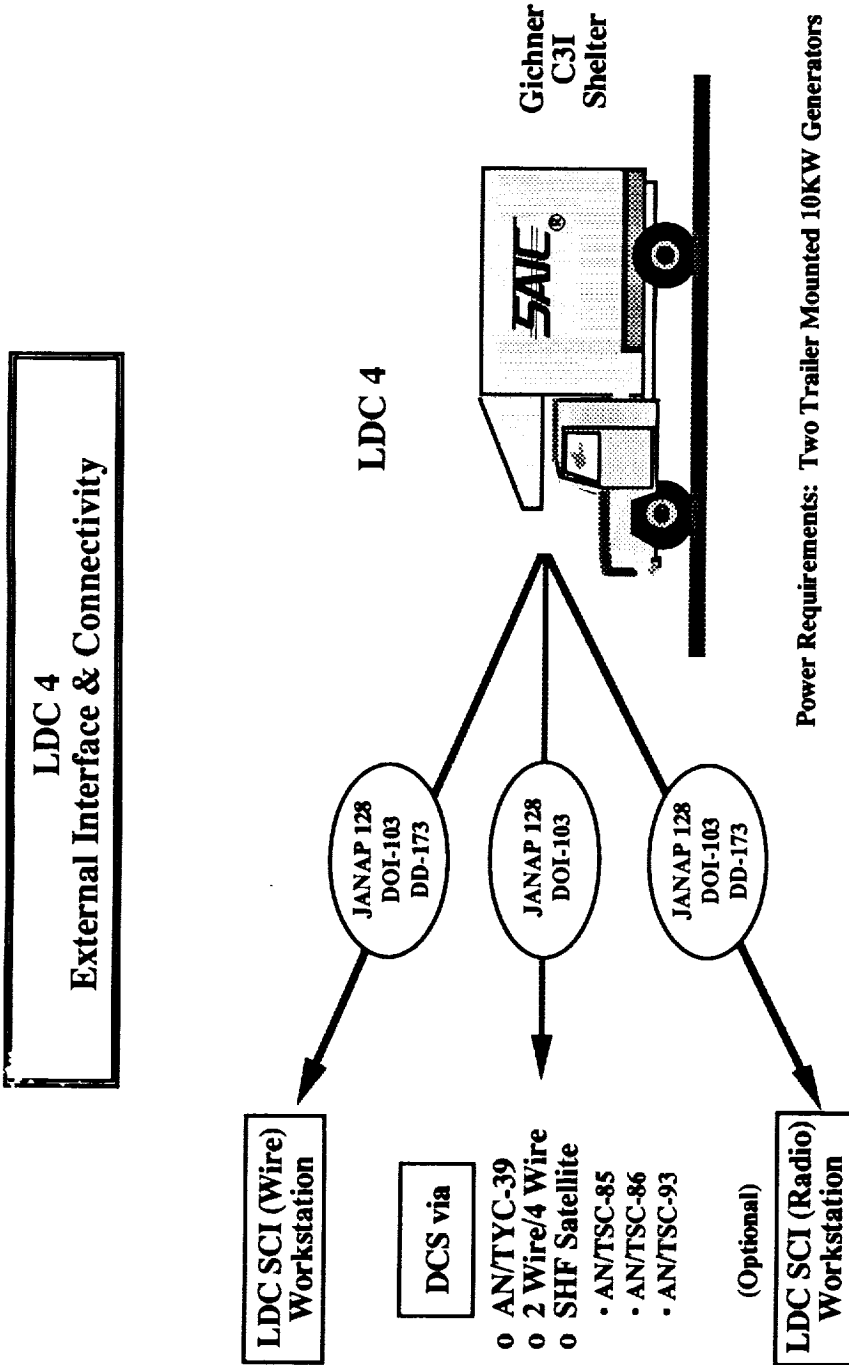 LDC 4
External Interface & Connectivity
LDC SCI (Wire)
Workstation
JANAP 128
DOI-103
DD-173
LDC 4
DCS via
o AN/TYC-39
o 2 Wire/4 Wire
o SHF Satellite
• AN/TSC-85
• AN/TSC-86
• AN/TSC-93
JANAP 128
DOI-103
SAIC®
Gichner
C3I
Shelter
(Optional)
LDC SCI (Radio)
Workstation
JANAP 128
DOI-103
DD-173
Power Requirements: Two Trailer Mounted 10KW Generators